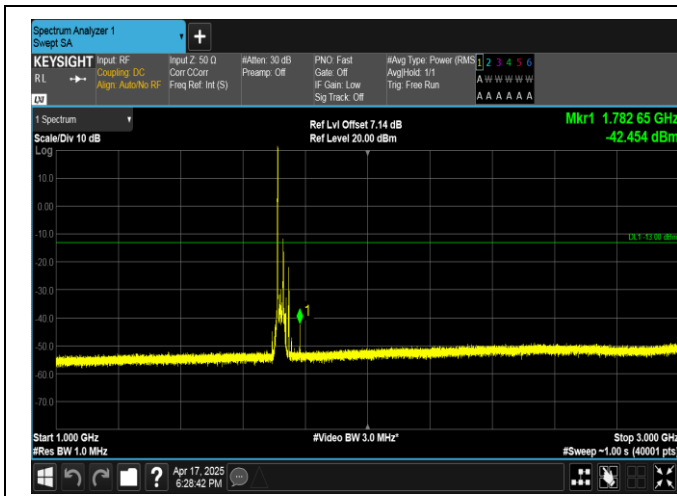 Spectrum Analyzer 1
Swept SA
+
KEYSIGHT
RL
LXI
Input: RF
Coupling: DC
Align: Auto/No RF
Input Z: 50 Ω
Corr CCorr
Freq Ref: Int (S)
#Atten: 30 dB
Preamp: Off
PNO: Fast
Gate: Off
IF Gain: Low
Sig Track: Off
#Avg Type: Power (RMS
Avg|Hold: 1/1
Trig: Free Run
1 2 3 4 5 6
A W W W W W
A A A A A A
1 Spectrum
Scale/Div 10 dB
Log
Ref Lvl Offset 7.14 dB
Ref Level 20.00 dBm
Mkr1 1.782 65 GHz
-42.454 dBm
10.0
0.00
-10.0
DL1 -13.00 dBm
-20.0
-30.0
1
-50.0
-60.0
-70.0
Start 1.000 GHz
#Res BW 1.0 MHz
#Video BW 3.0 MHz*
Stop 3.000 GHz
#Sweep ~1.00 s (40001 pts)
?
Apr 17, 2025
6:28:42 PM